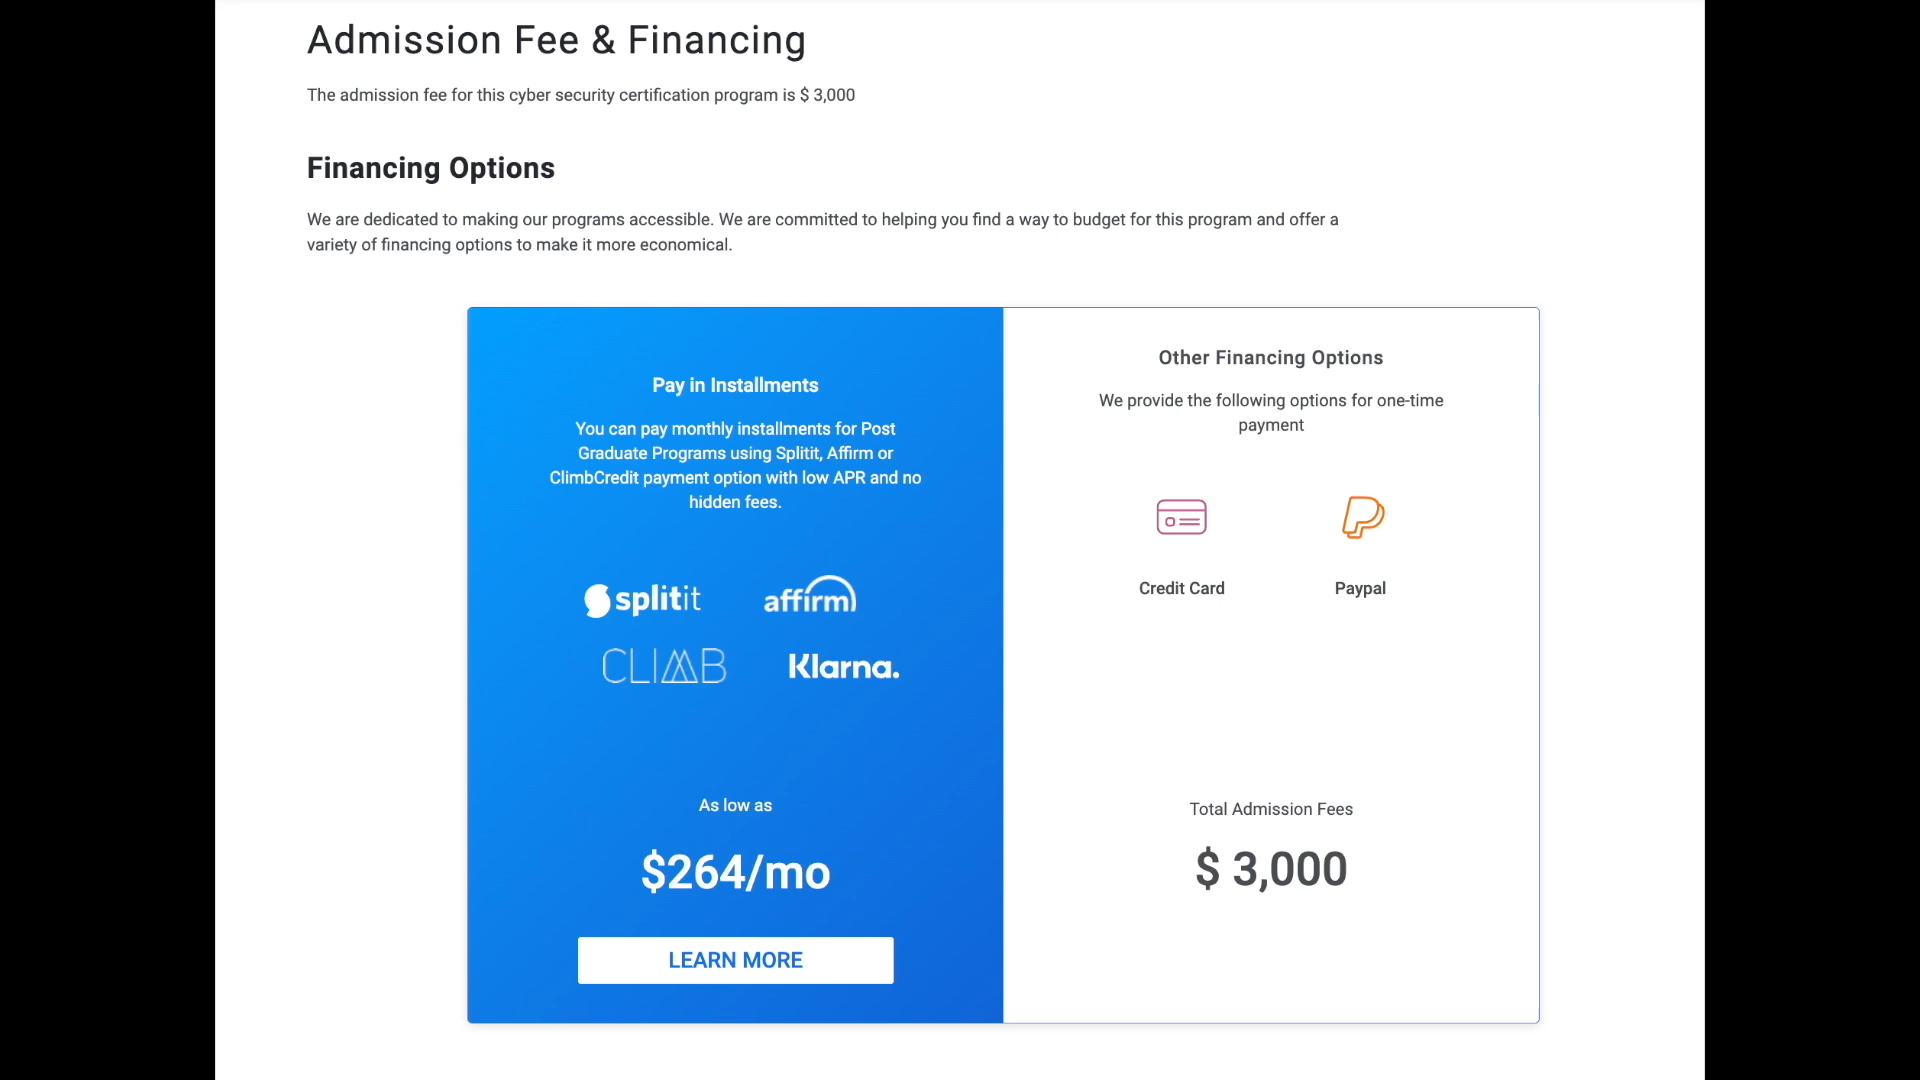 Admission Fee & Financing
The admission fee for this cyber security certification program is $ 3,000
Financing Options
We are dedicated to making our programs accessible. We are committed to helping you find a way to budget for this program and offer a
variety of financing options to make it more economical.
Pay in Installments
You can pay monthly installments for Post
Graduate Programs using Splitit, Affirm or
ClimbCredit payment option with low APR and no
hidden fees.
splitit
affirm
CLIMB
Klarna.
As low as
$264/mo
LEARN MORE
Other Financing Options
We provide the following options for one-time
payment
Credit Card
Paypal
Total Admission Fees
$ 3,000